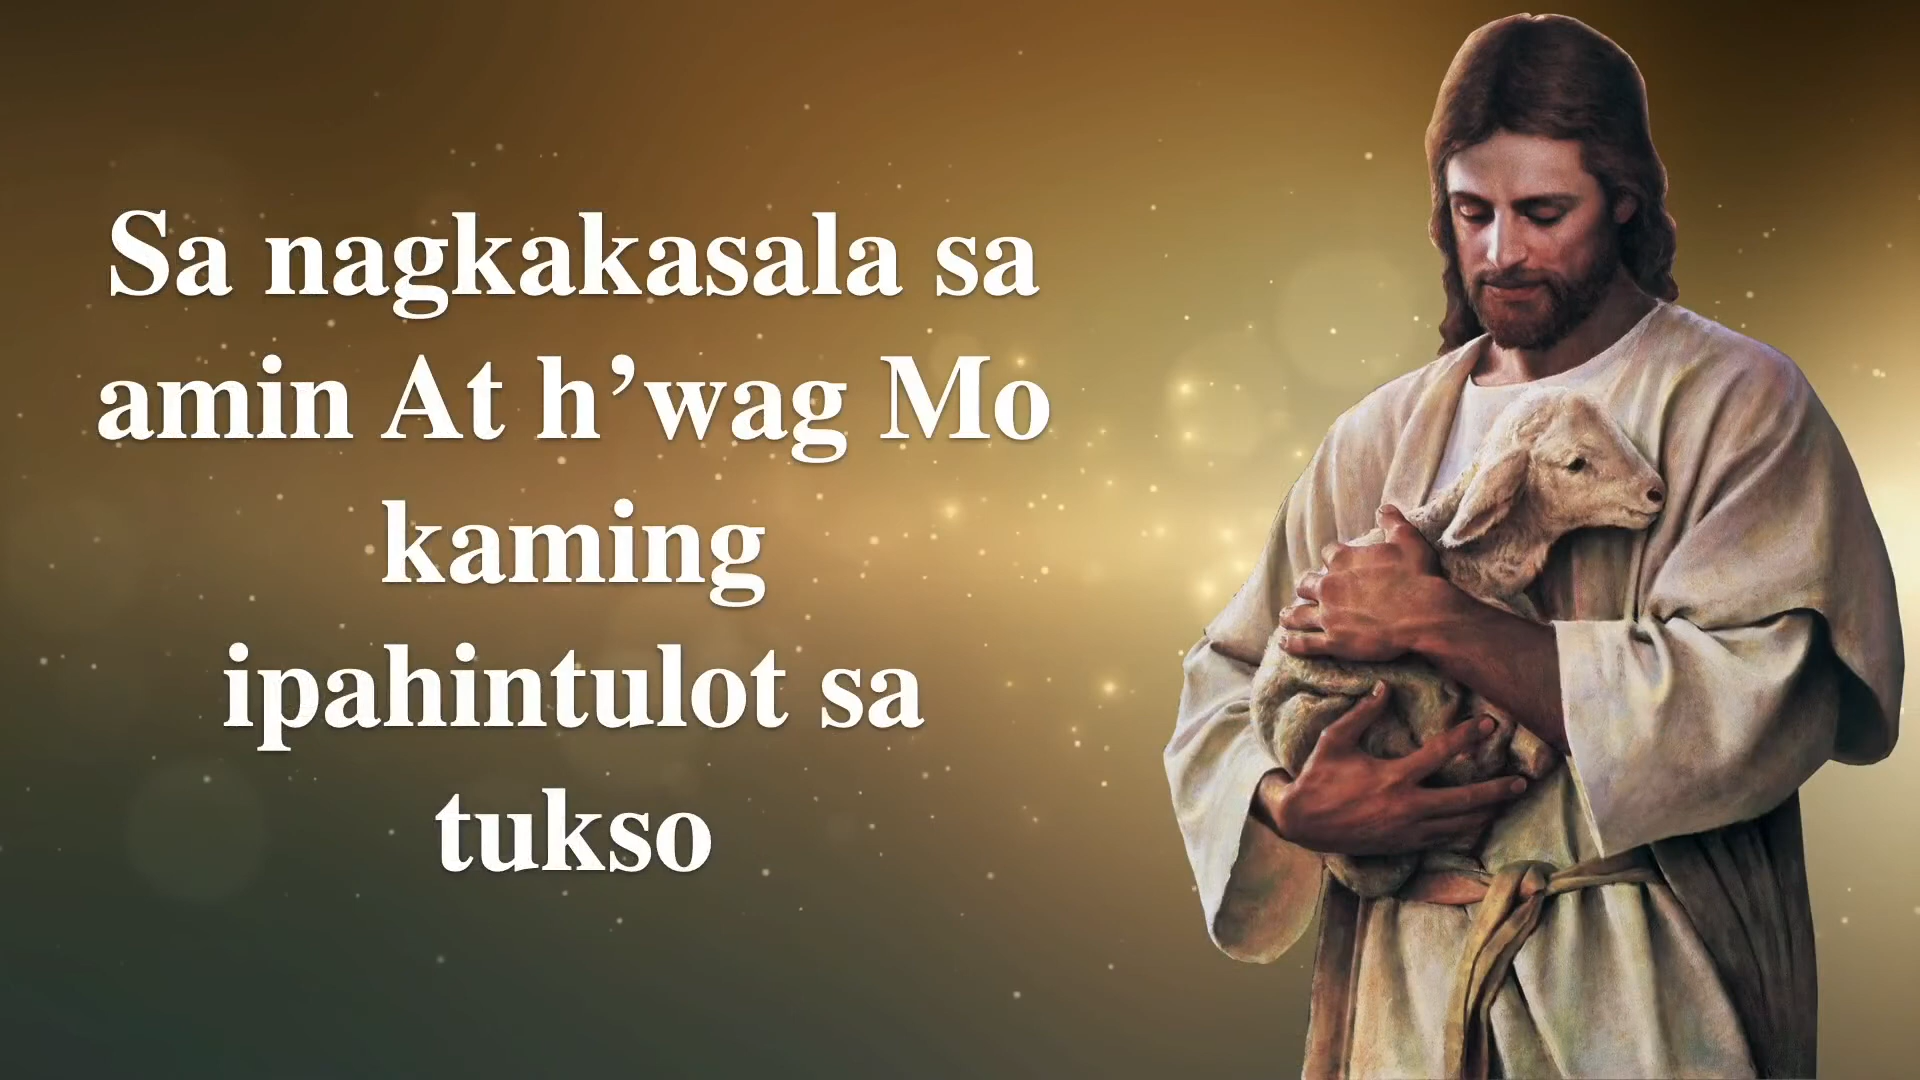 Sa nagkakasala sa
amin At h’wag Mo
kaming
ipahintulot sa
tukso